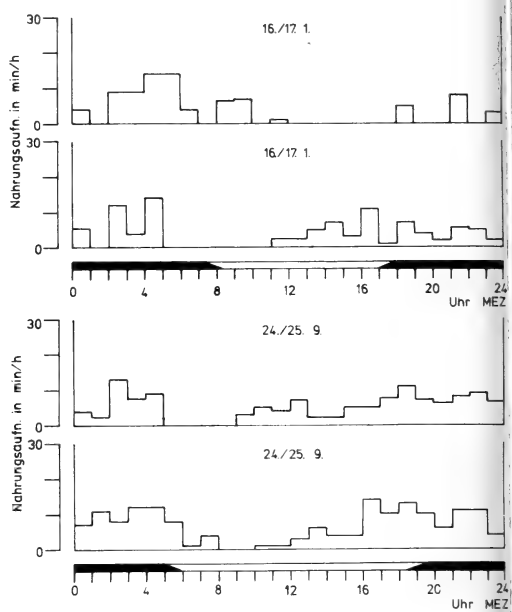 30
16./17. 1.
0
30
16./17. 1.
0
Nahrungsaufn. in min/h
0 4 8 12 16 20 24
Uhr MEZ
30
24./25. 9.
0
30
24./25. 9.
0
Nahrungsaufn. in min/h
0 4 8 12 16 20 24
Uhr MEZ